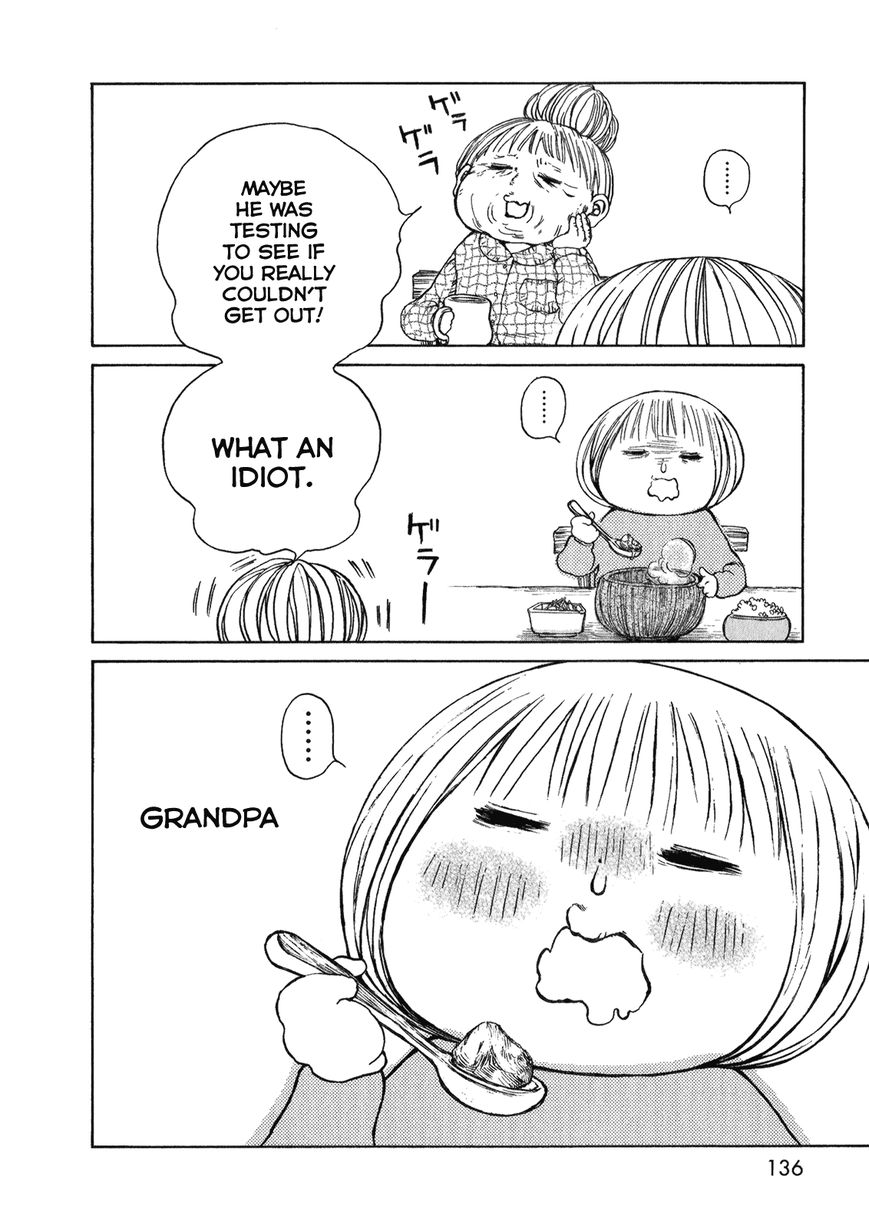 ......
ゲラ
ゲラ
MAYBE
HE WAS
TESTING
TO SEE IF
YOU REALLY
COULDN'T
GET OUT!
......
WHAT AN
IDIOT.
ゲラー
......
GRANDPA
136